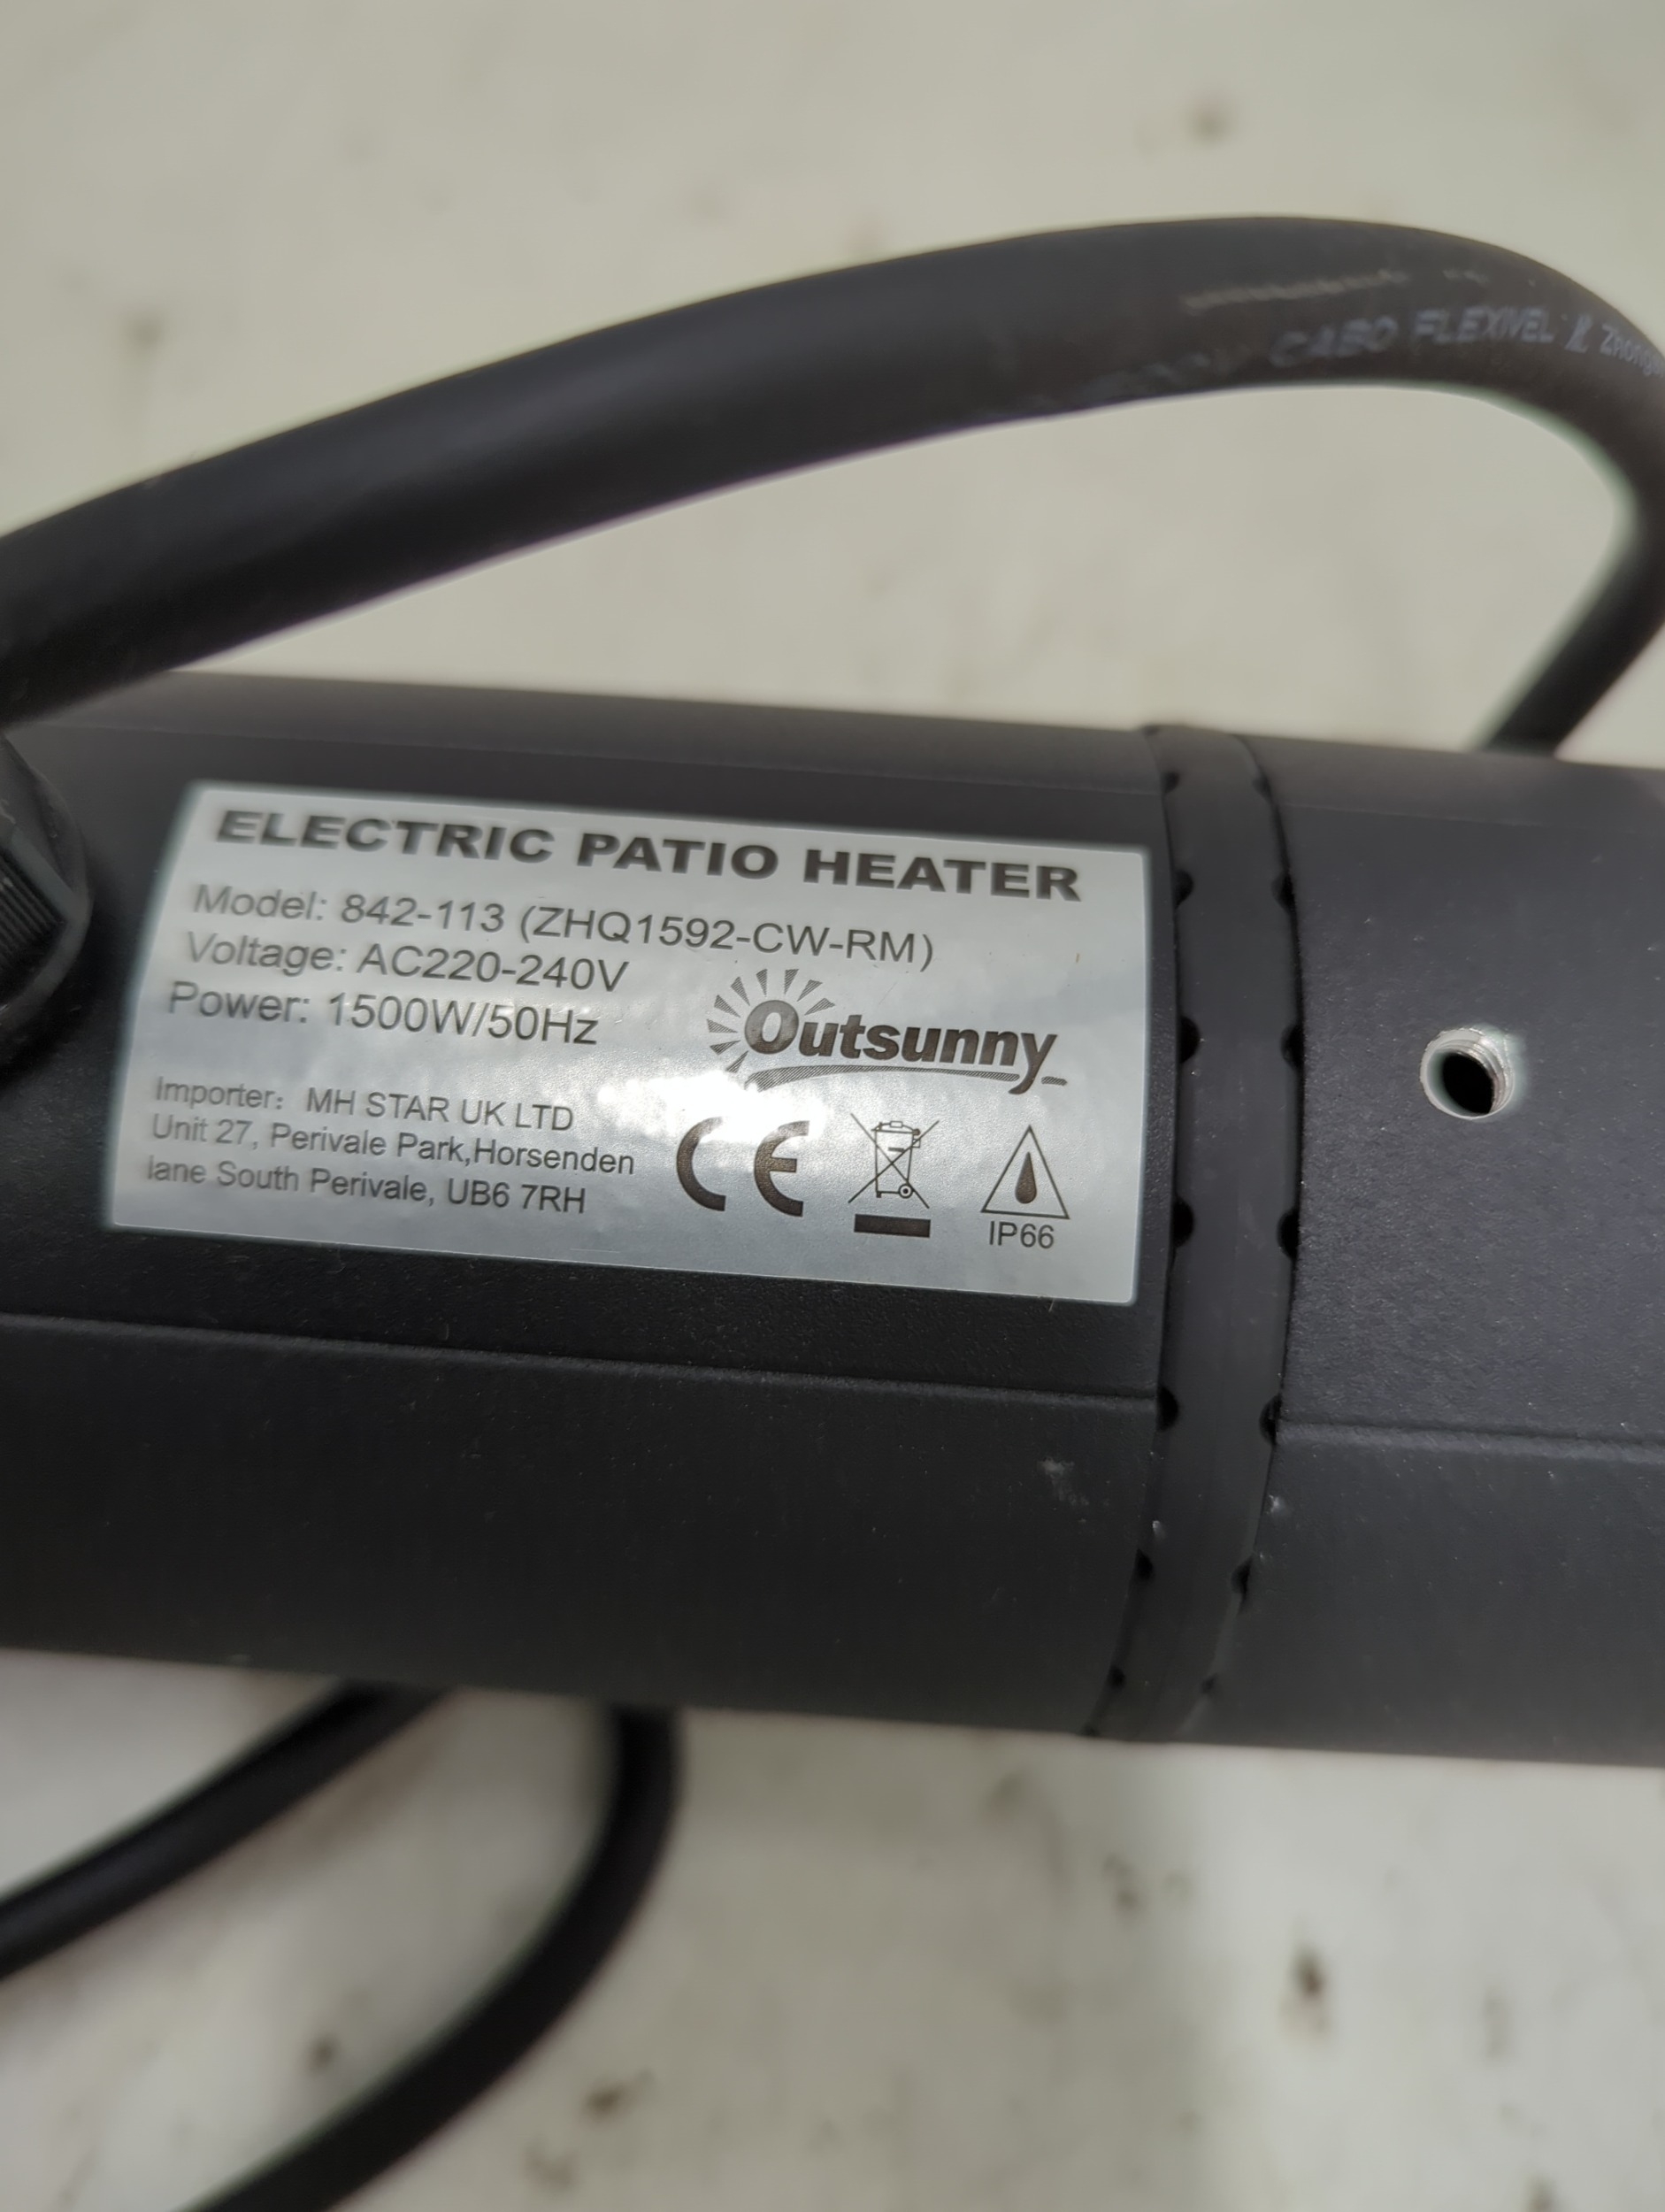 CABO FLEXIVEL
ELECTRIC PATIO HEATER
Model: 842-113 (ZHQ1592-CW-RM)
Voltage: AC220-240V
Power: 1500W/50Hz
Outsunny
Importer: MH STAR UK LTD
Unit 27, Perivale Park,Horsenden
lane South Perivale, UB6 7RH
CE
IP66